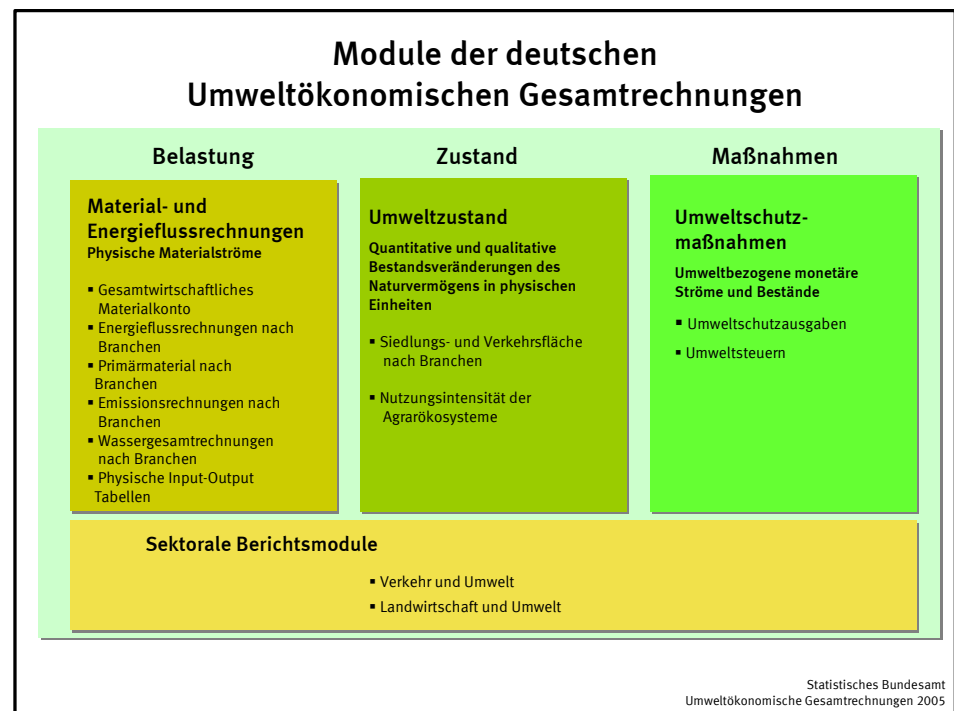 Module der deutschen
Umweltökonomischen Gesamtrechnungen
Belastung
Zustand
Maßnahmen
Material- und
Energieflussrechnungen
Physische Materialströme
▪ Gesamtwirtschaftliches
Materialkonto
▪ Energieflussrechnungen nach
Branchen
▪ Primärmaterial nach
Branchen
▪ Emissionsrechnungen nach
Branchen
▪ Wassergesamtrechnungen
nach Branchen
▪ Physische Input-Output
Tabellen
Umweltzustand
Quantitative und qualitative
Bestandsveränderungen des
Naturvermögens in physischen
Einheiten
▪ Siedlungs- und Verkehrsfläche
nach Branchen
▪ Nutzungsintensität der
Agrarökosysteme
Umweltschutz-
maßnahmen
Umweltbezogene monetäre
Ströme und Bestände
▪ Umweltschutzausgaben
▪ Umweltsteuern
Sektorale Berichtsmodule
▪ Verkehr und Umwelt
▪ Landwirtschaft und Umwelt
Statistisches Bundesamt
Umweltökonomische Gesamtrechnungen 2005